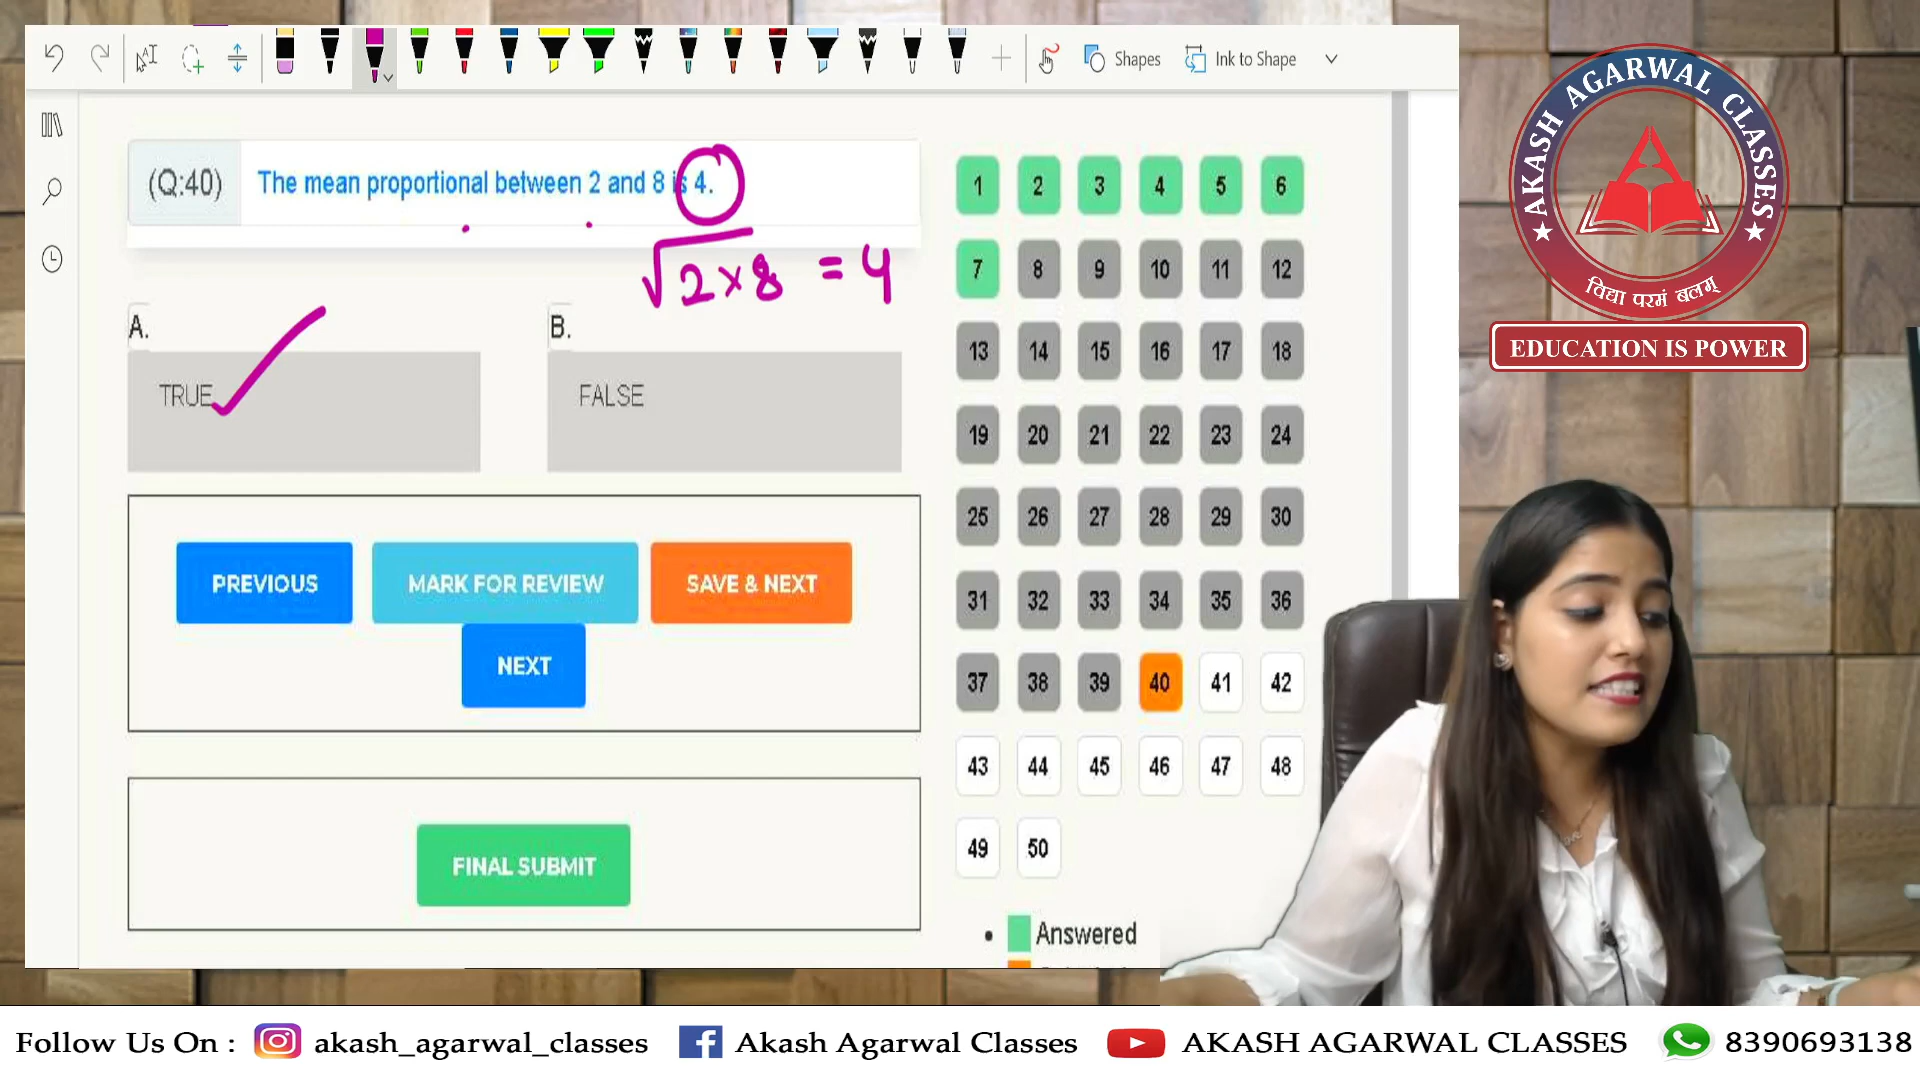 Shapes
Ink to Shape
(Q:40)
The mean proportional between 2 and 8 is 4.
√2×8 = 4
A.
TRUE
B.
FALSE
PREVIOUS
MARK FOR REVIEW
SAVE & NEXT
NEXT
FINAL SUBMIT
1 2 3 4 5 6
7 8 9 10 11 12
13 14 15 16 17 18
19 20 21 22 23 24
25 26 27 28 29 30
31 32 33 34 35 36
37 38 39 40 41 42
43 44 45 46 47 48
49 50
Answered
AKASH AGARWAL CLASSES
विद्या परमं बलम्
EDUCATION IS POWER
Follow Us On : akash_agarwal_classes Akash Agarwal Classes AKASH AGARWAL CLASSES 8390693138